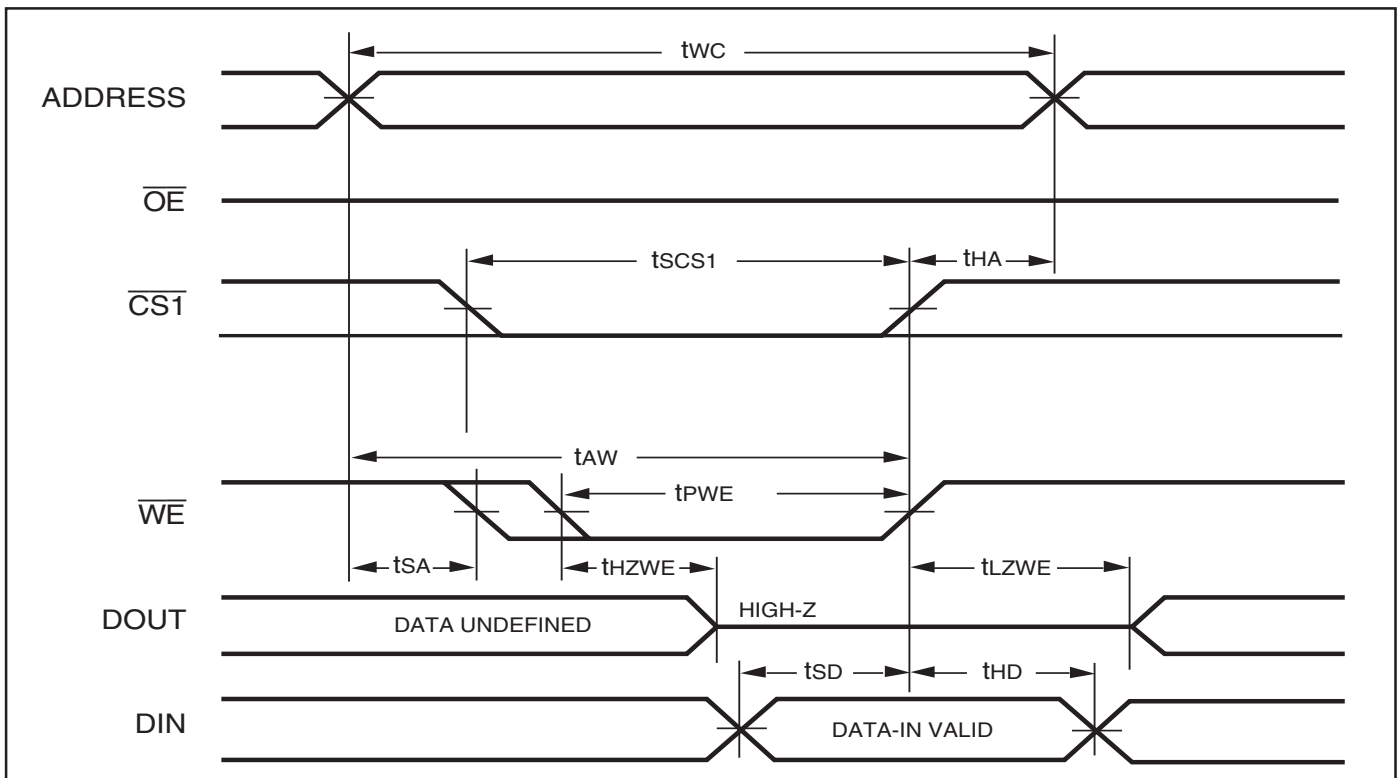 tWC
ADDRESS
OE
tSCS1
tHA
CS1
tAW
tPWE
WE
tSA
tHZWE
tLZWE
DOUT
DATA UNDEFINED
HIGH-Z
tSD
tHD
DIN
DATA-IN VALID